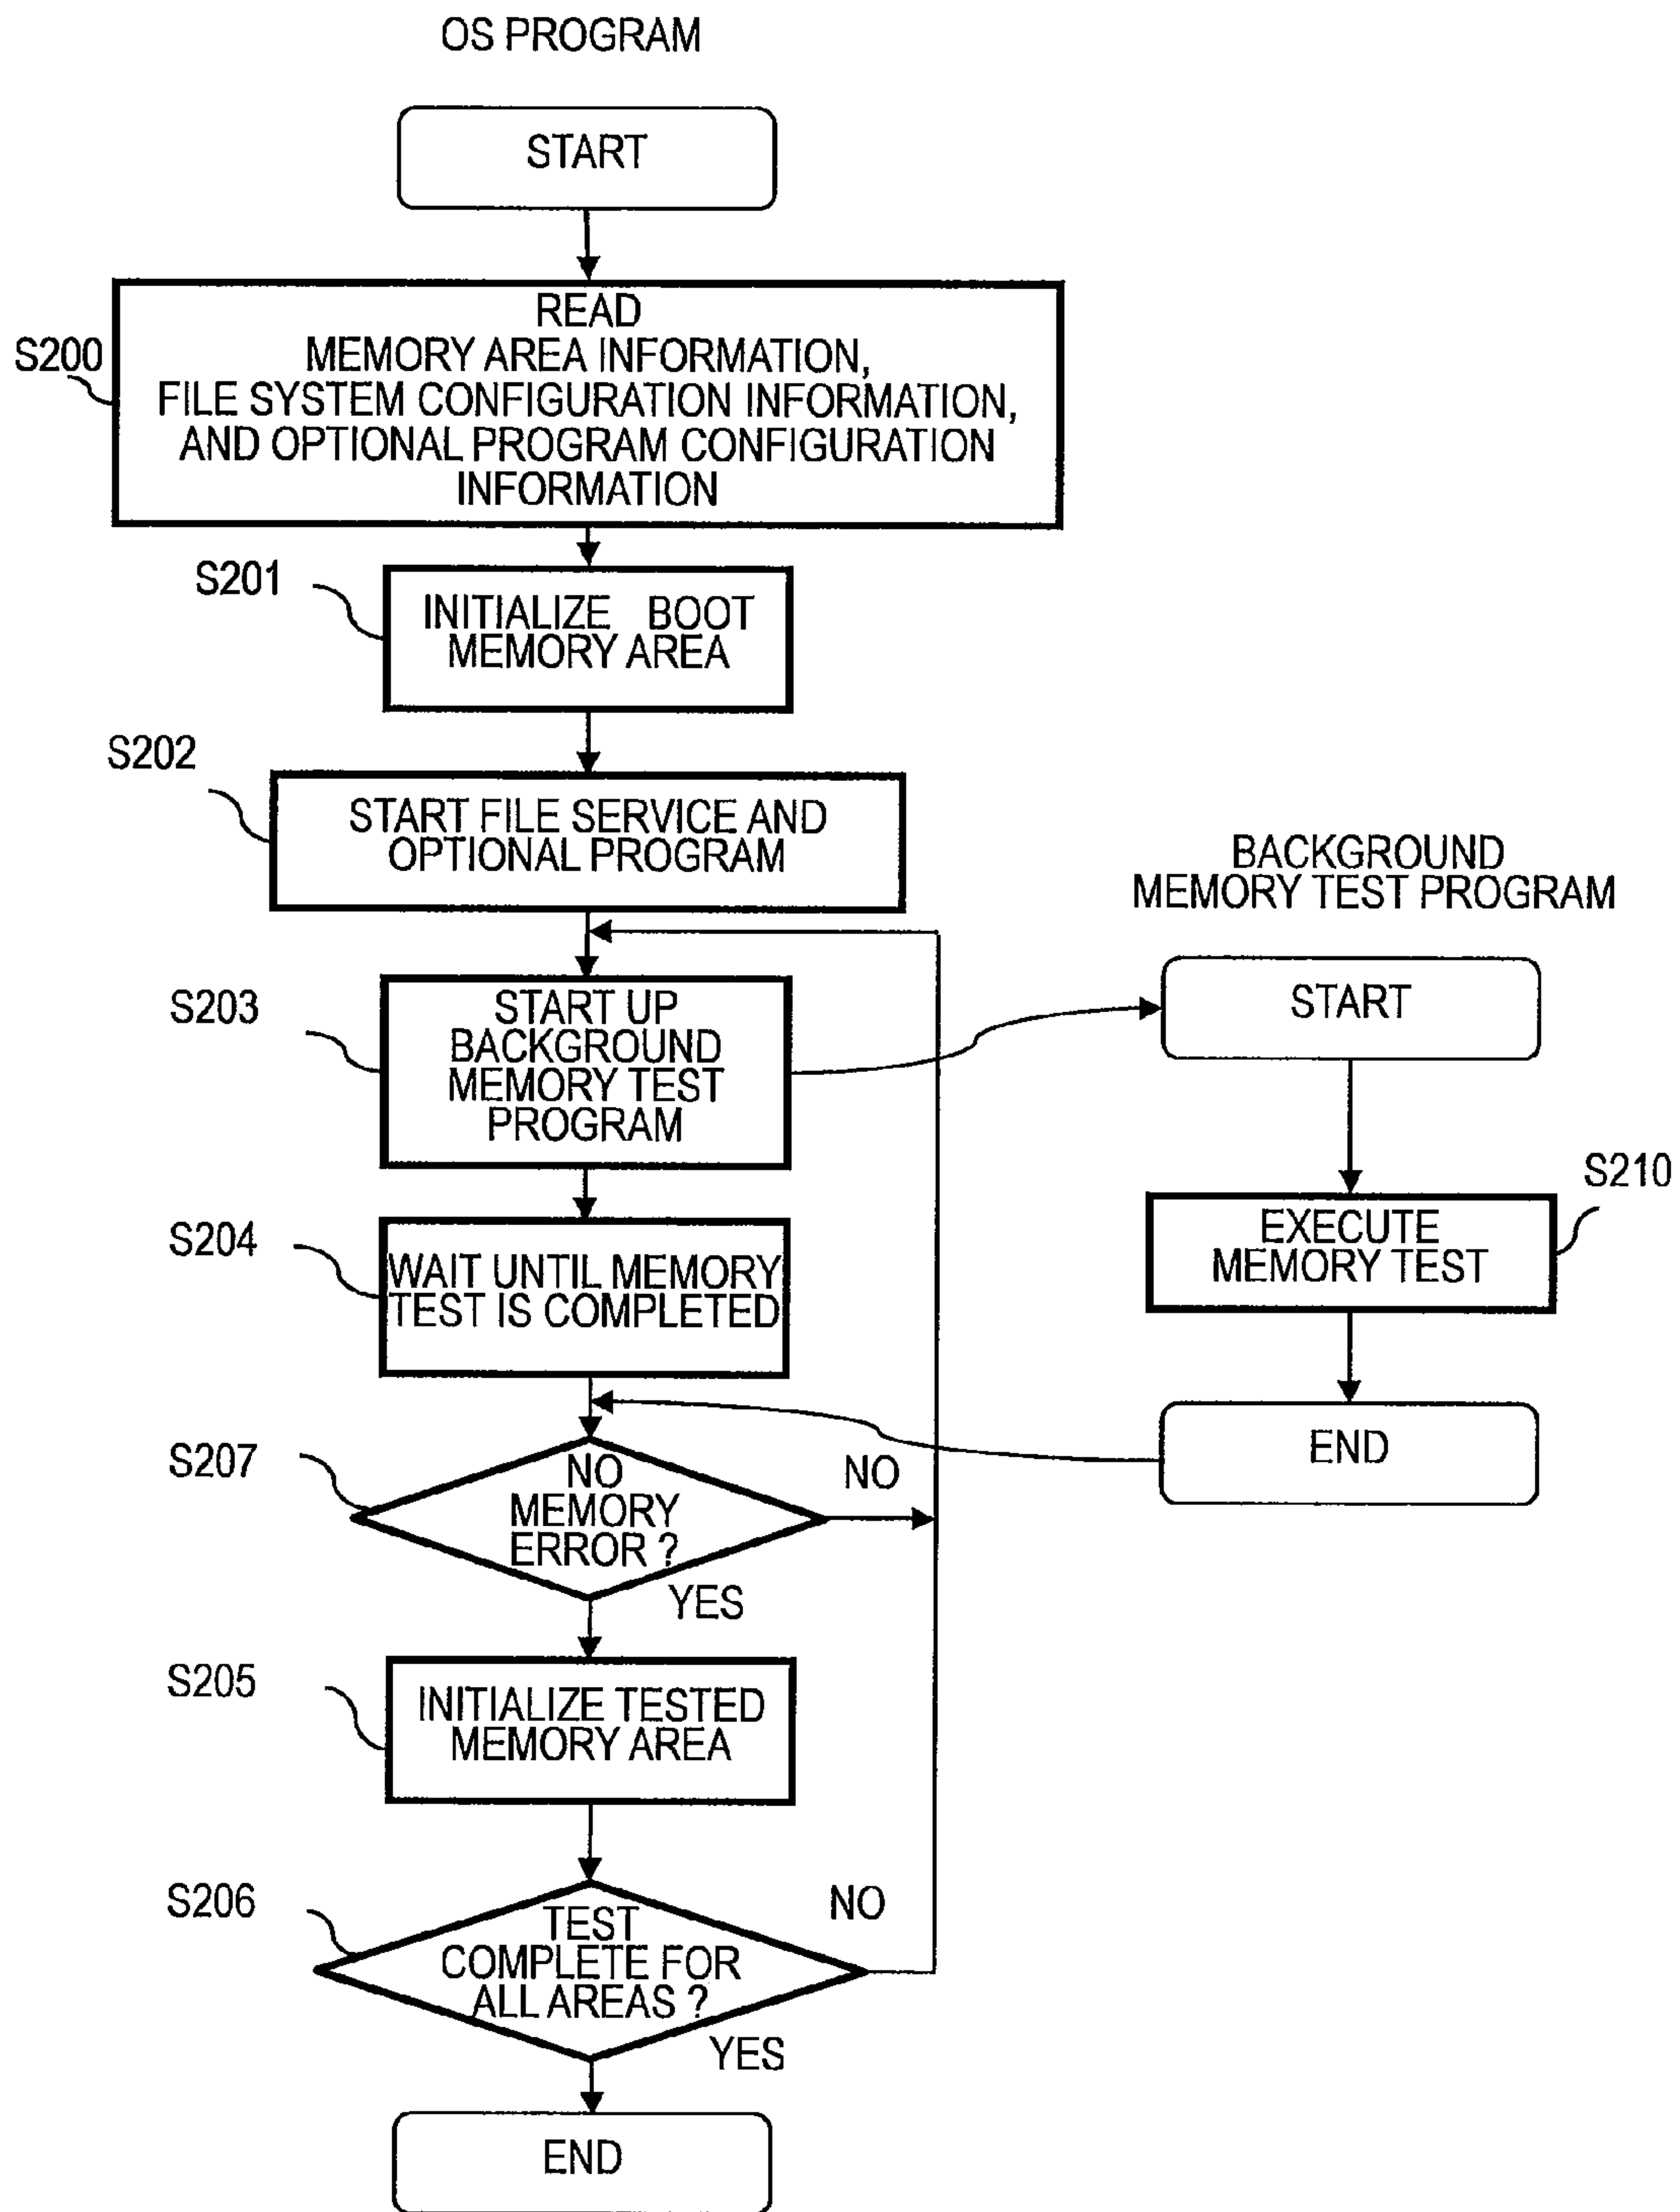 OS PROGRAM
START
S200
READ
MEMORY AREA INFORMATION,
FILE SYSTEM CONFIGURATION INFORMATION,
AND OPTIONAL PROGRAM CONFIGURATION
INFORMATION
S201
INITIALIZE BOOT
MEMORY AREA
S202
START FILE SERVICE AND
OPTIONAL PROGRAM
BACKGROUND
MEMORY TEST PROGRAM
S203
START UP
BACKGROUND
MEMORY TEST
PROGRAM
START
S204
WAIT UNTIL MEMORY
TEST IS COMPLETED
S210
EXECUTE
MEMORY TEST
END
S207
NO
MEMORY
ERROR ?
NO
YES
S205
INITIALIZE TESTED
MEMORY AREA
S206
TEST
COMPLETE FOR
ALL AREAS ?
NO
YES
END